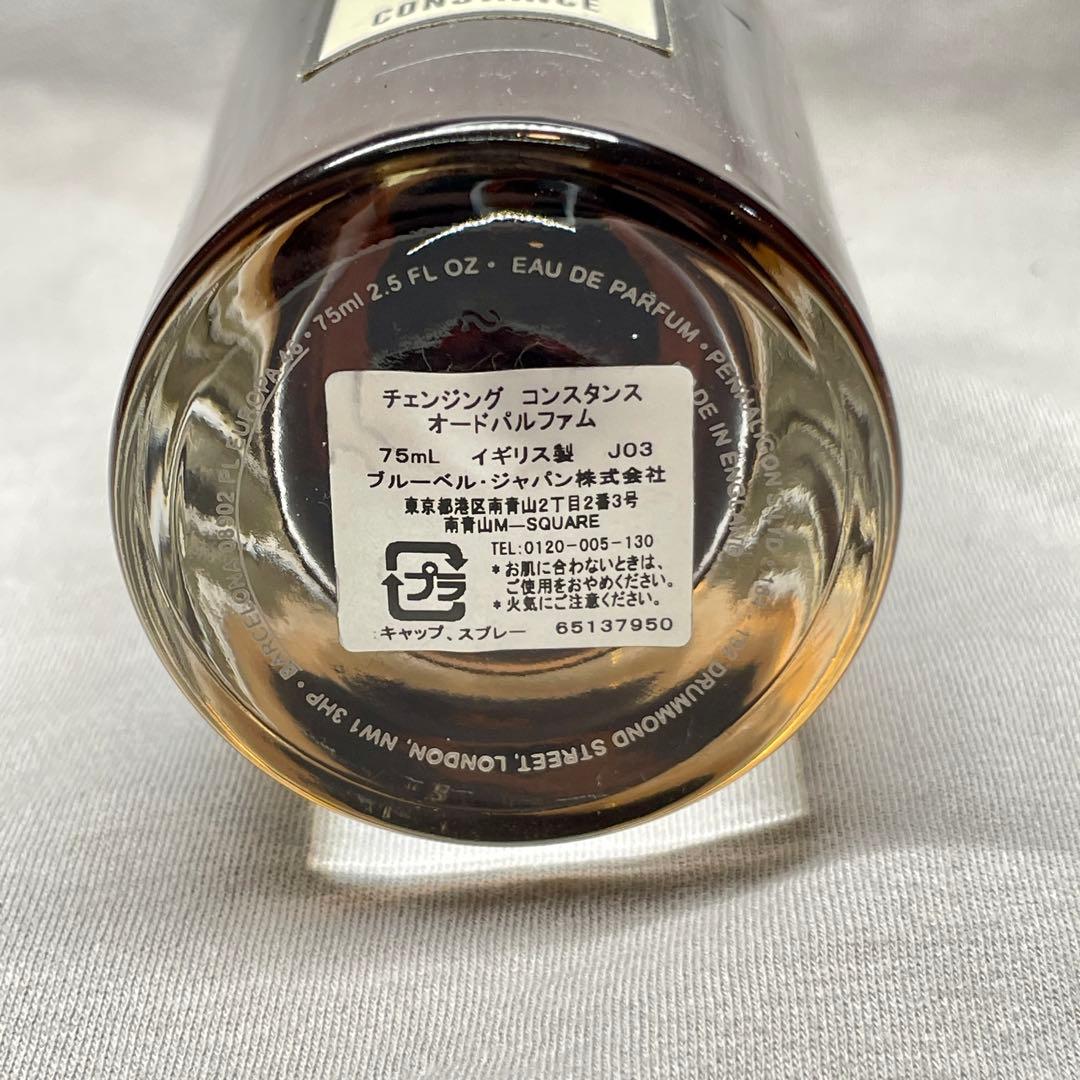 CONSTANCE
75ml 2.5 FL OZ • EAU DE PARFUM • PENHALIGON'S LTD
DRUMMOND STREET, LONDON, NW1 3HP • BARCELONA 08902
MADE IN ENGLAND
チェンジング コンスタンス
オードパルファム
75mL イギリス製 J03
ブルーベル・ジャパン株式会社
東京都港区南青山2丁目2番3号
南青山M—SQUARE
TEL:0120-005-130
*お肌に合わないときは、
ご使用をおやめください。
*火気にご注意ください。
プラ
:キャップ、スプレー 65137950